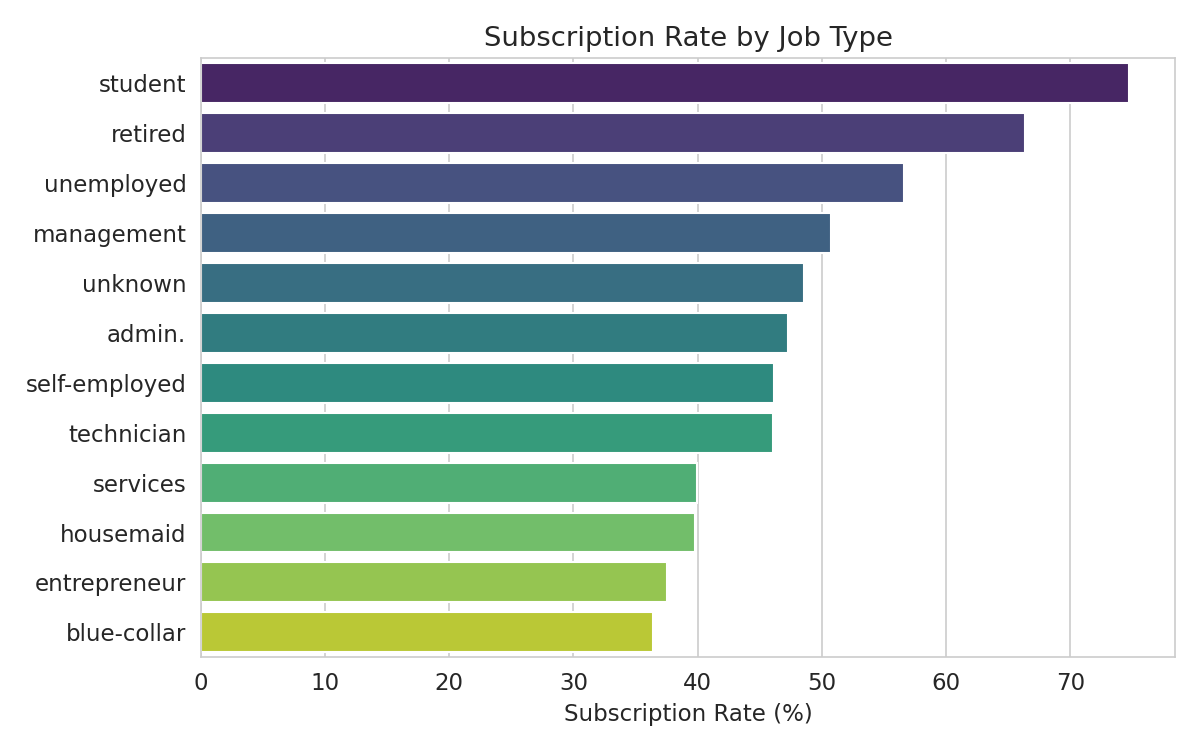 Subscription Rate by Job Type
student
retired
unemployed
management
unknown
admin.
self-employed
technician
services
housemaid
entrepreneur
blue-collar
0 10 20 30 40 50 60 70
Subscription Rate (%)